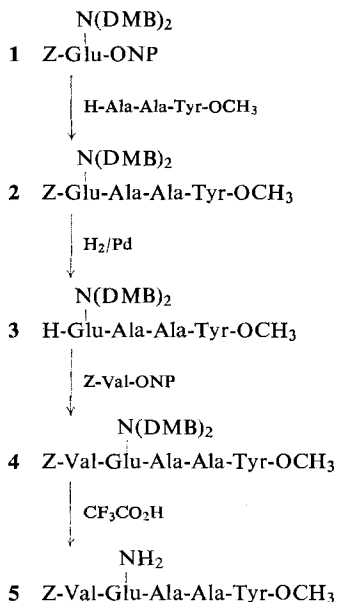 N(DMB)₂
1 Z-Glu-ONP
H-Ala-Ala-Tyr-OCH₃
N(DMB)₂
2 Z-Glu-Ala-Ala-Tyr-OCH₃
H₂/Pd
N(DMB)₂
3 H-Glu-Ala-Ala-Tyr-OCH₃
Z-Val-ONP
N(DMB)₂
4 Z-Val-Glu-Ala-Ala-Tyr-OCH₃
CF₃CO₂H
NH₂
5 Z-Val-Glu-Ala-Ala-Tyr-OCH₃